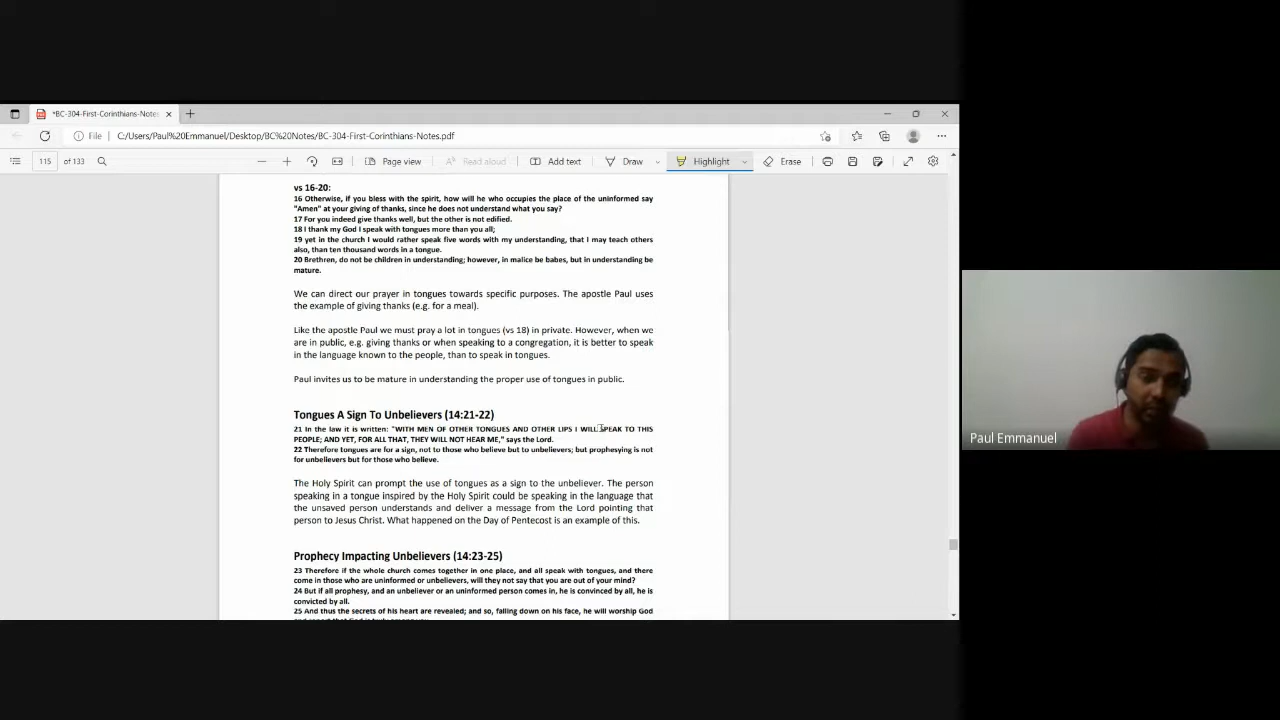 *BC-304-First-Corinthians-Notes
File
C:/Users/Paul%20Emmanuel/Desktop/BC%20Notes/BC-304-First-Corinthians-Notes.pdf
115 of 133
Page view
Read aloud
Add text
Draw
Highlight
Erase
vs 16-20:
16 Otherwise, if you bless with the spirit, how will he who occupies the place of the uninformed say
"Amen" at your giving of thanks, since he does not understand what you say?
17 For you indeed give thanks well, but the other is not edified.
18 I thank my God I speak with tongues more than you all;
19 yet in the church I would rather speak five words with my understanding, that I may teach others
also, than ten thousand words in a tongue.
20 Brethren, do not be children in understanding; however, in malice be babes, but in understanding be
mature.
We can direct our prayer in tongues towards specific purposes. The apostle Paul uses
the example of giving thanks (e.g. for a meal).
Like the apostle Paul we must pray a lot in tongues (vs 18) in private. However, when we
are in public, e.g. giving thanks or when speaking to a congregation, it is better to speak
in the language known to the people, than to speak in tongues.
Paul invites us to be mature in understanding the proper use of tongues in public.
Tongues A Sign To Unbelievers (14:21-22)
21 In the law it is written: "WITH MEN OF OTHER TONGUES AND OTHER LIPS I WILL SPEAK TO THIS
PEOPLE; AND YET, FOR ALL THAT, THEY WILL NOT HEAR ME," says the Lord.
22 Therefore tongues are for a sign, not to those who believe but to unbelievers; but prophesying is not
for unbelievers but for those who believe.
The Holy Spirit can prompt the use of tongues as a sign to the unbeliever. The person
speaking in a tongue inspired by the Holy Spirit could be speaking in the language that
the unsaved person understands and deliver a message from the Lord pointing that
person to Jesus Christ. What happened on the Day of Pentecost is an example of this.
Prophecy Impacting Unbelievers (14:23-25)
23 Therefore if the whole church comes together in one place, and all speak with tongues, and there
come in those who are uninformed or unbelievers, will they not say that you are out of your mind?
24 But if all prophesy, and an unbeliever or an uninformed person comes in, he is convinced by all, he is
convicted by all.
25 And thus the secrets of his heart are revealed; and so, falling down on his face, he will worship God
Paul Emmanuel